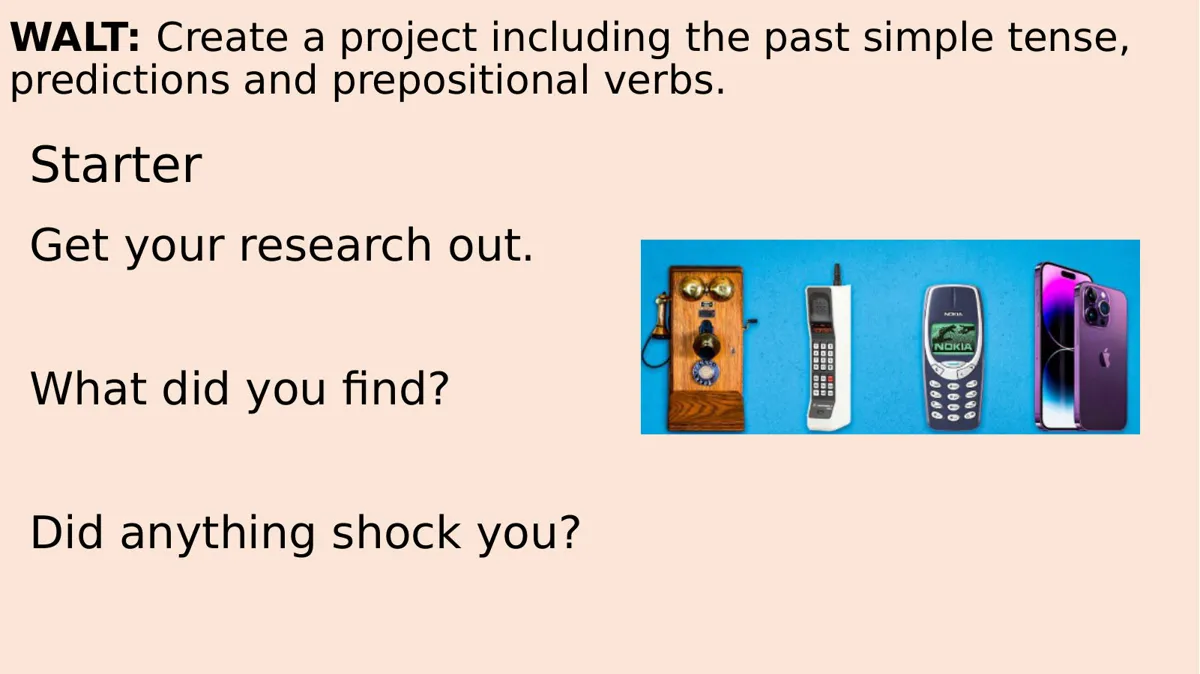 WALT: Create a project including the past simple tense,
predictions and prepositional verbs.
Starter
Get your research out.
What did you find?
Did anything shock you?
NOKIA
NOKIA